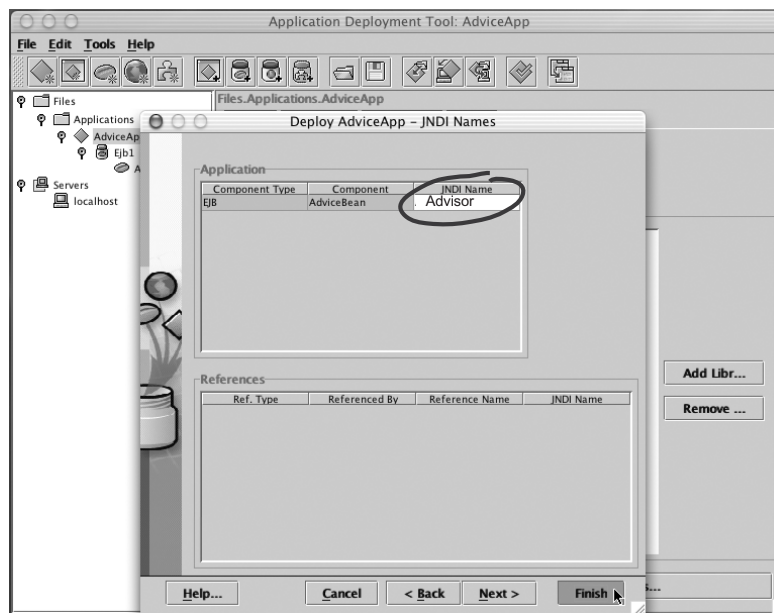 Application Deployment Tool: AdviceApp
File Edit Tools Help
Files
Applications
AdviceAp
Ejb1
A
Servers
localhost
Files.Applications.AdviceApp
Deploy AdviceApp – JNDI Names
Application
Component Type Component JNDI Name
EJB AdviceBean Advisor
References
Ref. Type Referenced By Reference Name JNDI Name
Add Libr...
Remove ...
Help... Cancel < Back Next > Finish s...